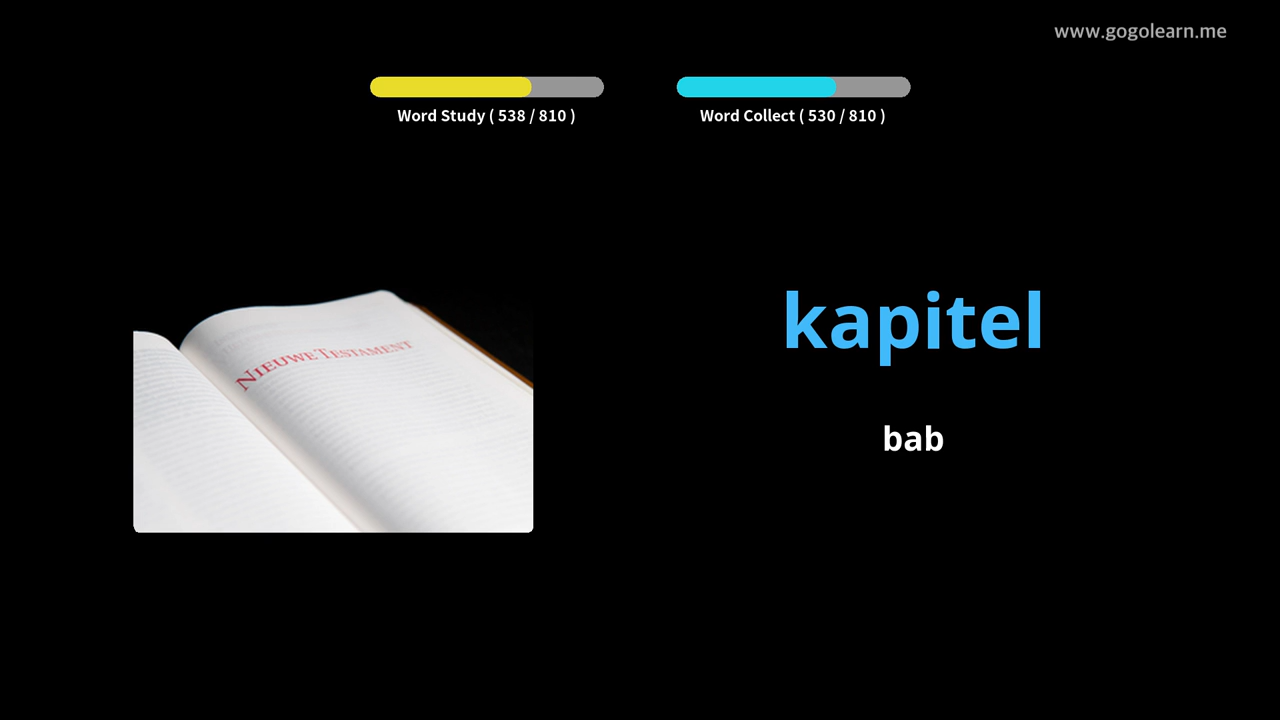 www.gogolearn.me
Word Study ( 538 / 810 )
Word Collect ( 530 / 810 )
NIEUWE TESTAMENT
kapitel
bab